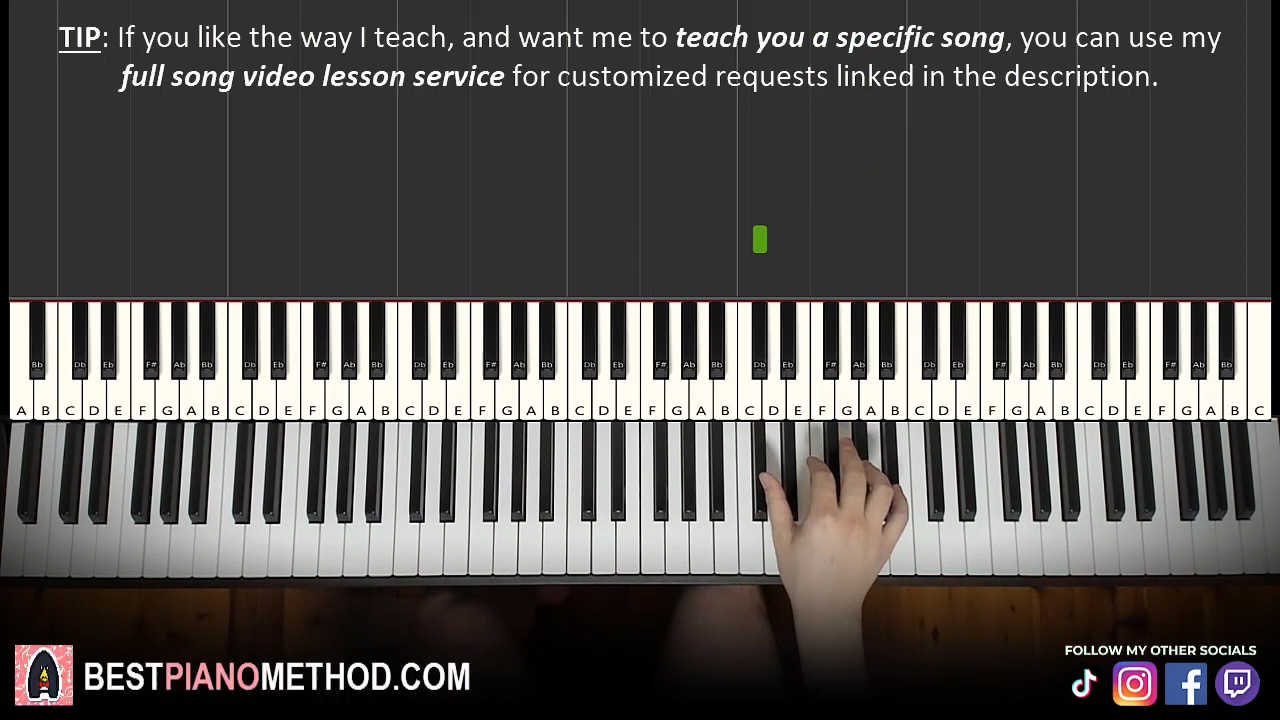 TIP: If you like the way I teach, and want me to teach you a specific song, you can use my
full song video lesson service for customized requests linked in the description.
Bb Db Eb F# Ab Bb Db Eb F# Ab Bb Db Eb F# Ab Bb Db Eb F# Ab Bb Db Eb F# Ab Bb Db Eb F# Ab Bb Db Eb F# Ab Bb
A B C D E F G A B C D E F G A B C D E F G A B C D E F G A B C D E F G A B C D E F G A B C D E F G A B C
FOLLOW MY OTHER SOCIALS
BESTPIANOMETHOD.COM